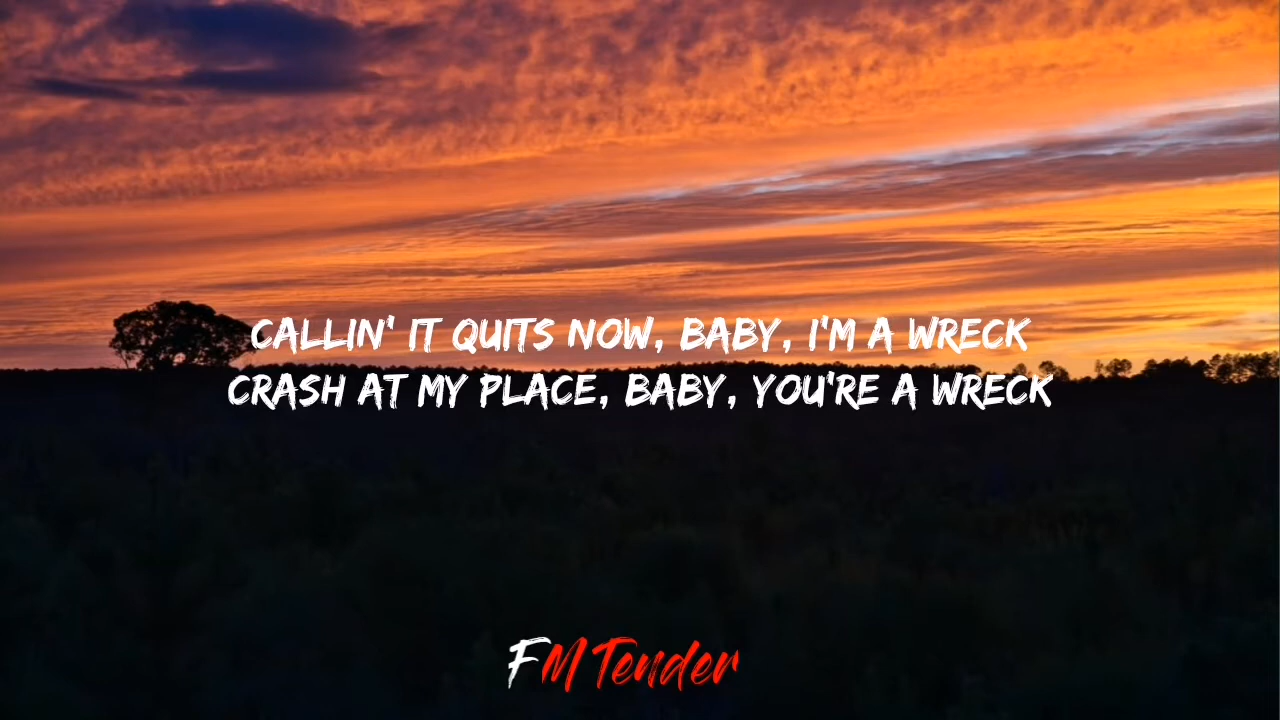 CALLIN' IT QUITS NOW, BABY, I'M A WRECK
CRASH AT MY PLACE, BABY, YOU'RE A WRECK
FM Tender